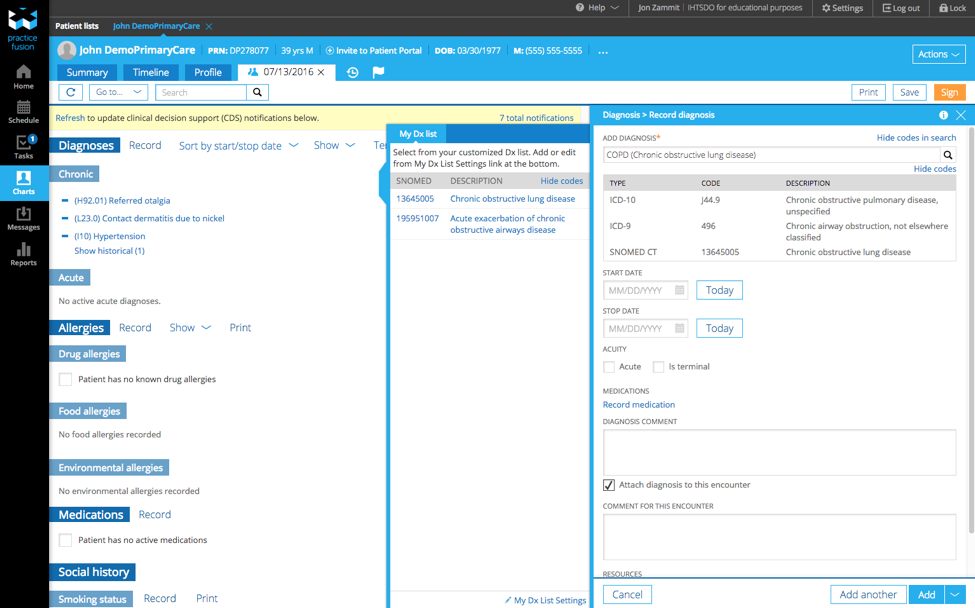 Help
Jon Zammit
IHTSDO for educational purposes
Settings
Log out
Lock
practice
fusion
Home
Schedule
1
Tasks
Charts
Messages
Reports
Patient lists
John DemoPrimaryCare
John DemoPrimaryCare
PRN: DP278077
39 yrs M
Invite to Patient Portal
DOB: 03/30/1977
M: (555) 555-5555
...
Actions
Summary
Timeline
Profile
07/13/2016
Go to...
Search
Print
Save
Sign
Refresh to update clinical decision support (CDS) notifications below.
7 total notifications
Diagnoses
Record
Sort by start/stop date
Show
Te
Chronic
(H92.01) Referred otalgia
(L23.0) Contact dermatitis due to nickel
(I10) Hypertension
Show historical (1)
Acute
No active acute diagnoses.
Allergies
Record
Show
Print
Drug allergies
Patient has no known drug allergies
Food allergies
No food allergies recorded
Environmental allergies
No environmental allergies recorded
Medications
Record
Patient has no active medications
Social history
Smoking status
Record
Print
My Dx list
Select from your customized Dx list. Add or edit
from My Dx List Settings link at the bottom.
SNOMED
DESCRIPTION
Hide codes
13645005
Chronic obstructive lung disease
195951007
Acute exacerbation of chronic
obstructive airways disease
My Dx List Settings
Diagnosis > Record diagnosis
ADD DIAGNOSIS*
Hide codes in search
COPD (Chronic obstructive lung disease)
Hide codes
TYPE
CODE
DESCRIPTION
ICD-10
J44.9
Chronic obstructive pulmonary disease,
unspecified
ICD-9
496
Chronic airway obstruction, not elsewhere
classified
SNOMED CT
13645005
Chronic obstructive lung disease
START DATE
MM/DD/YYYY
Today
STOP DATE
MM/DD/YYYY
Today
ACUITY
Acute
Is terminal
MEDICATIONS
Record medication
DIAGNOSIS COMMENT
Attach diagnosis to this encounter
COMMENT FOR THIS ENCOUNTER
RESOURCES
Cancel
Add another
Add